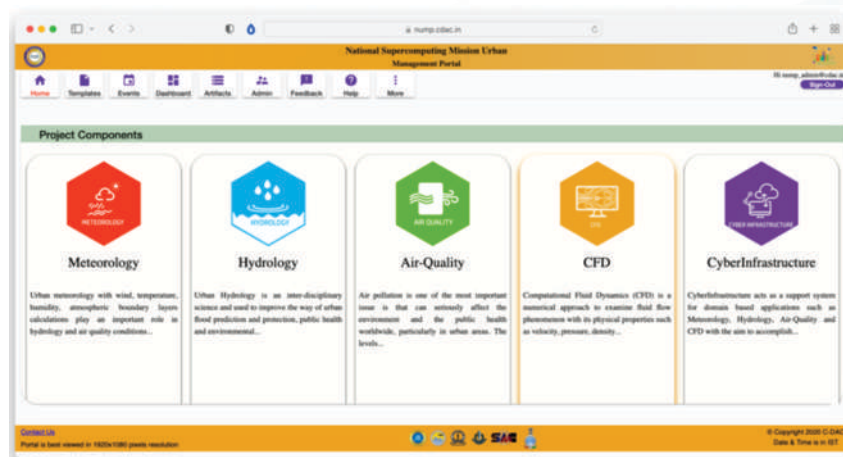 nump.cdac.in
National Supercomputing Mission Urban
Management Portal
Hi nump_admin@cdac.in
Sign-Out
Home Templates Events Dashboard Artifacts Admin Feedback Help More
Project Components
METEOROLOGY
HYDROLOGY
AIR QUALITY
CFD
CYBER INFRASTRUCTURE
Meteorology
Urban meteorology with wind, temperature,
humidity, atmospheric boundary layers
calculations play an important role in
hydrology and air quality conditions...
Hydrology
Urban Hydrology is an inter-disciplinary
science and used to improve the way of urban
flood prediction and protection, public health
and environmental...
Air-Quality
Air pollution is one of the most important
issue is that can seriously affect the
environment and the public health
worldwide, particularly in urban areas. The
levels...
CFD
Computational Fluid Dynamics (CFD) is a
numerical approach to examine fluid flow
phenomenon with its physical properties such
as velocity, pressure, density...
CyberInfrastructure
CyberInfrastructure acts as a support system
for domain based applications such as
Meteorology, Hydrology, Air-Quality and
CFD with the aim to accomplish...
Contact Us
Portal is best viewed in 1920x1080 pixels resolution
SAC
© Copyright 2020 C-DAC
Date & Time is in IST